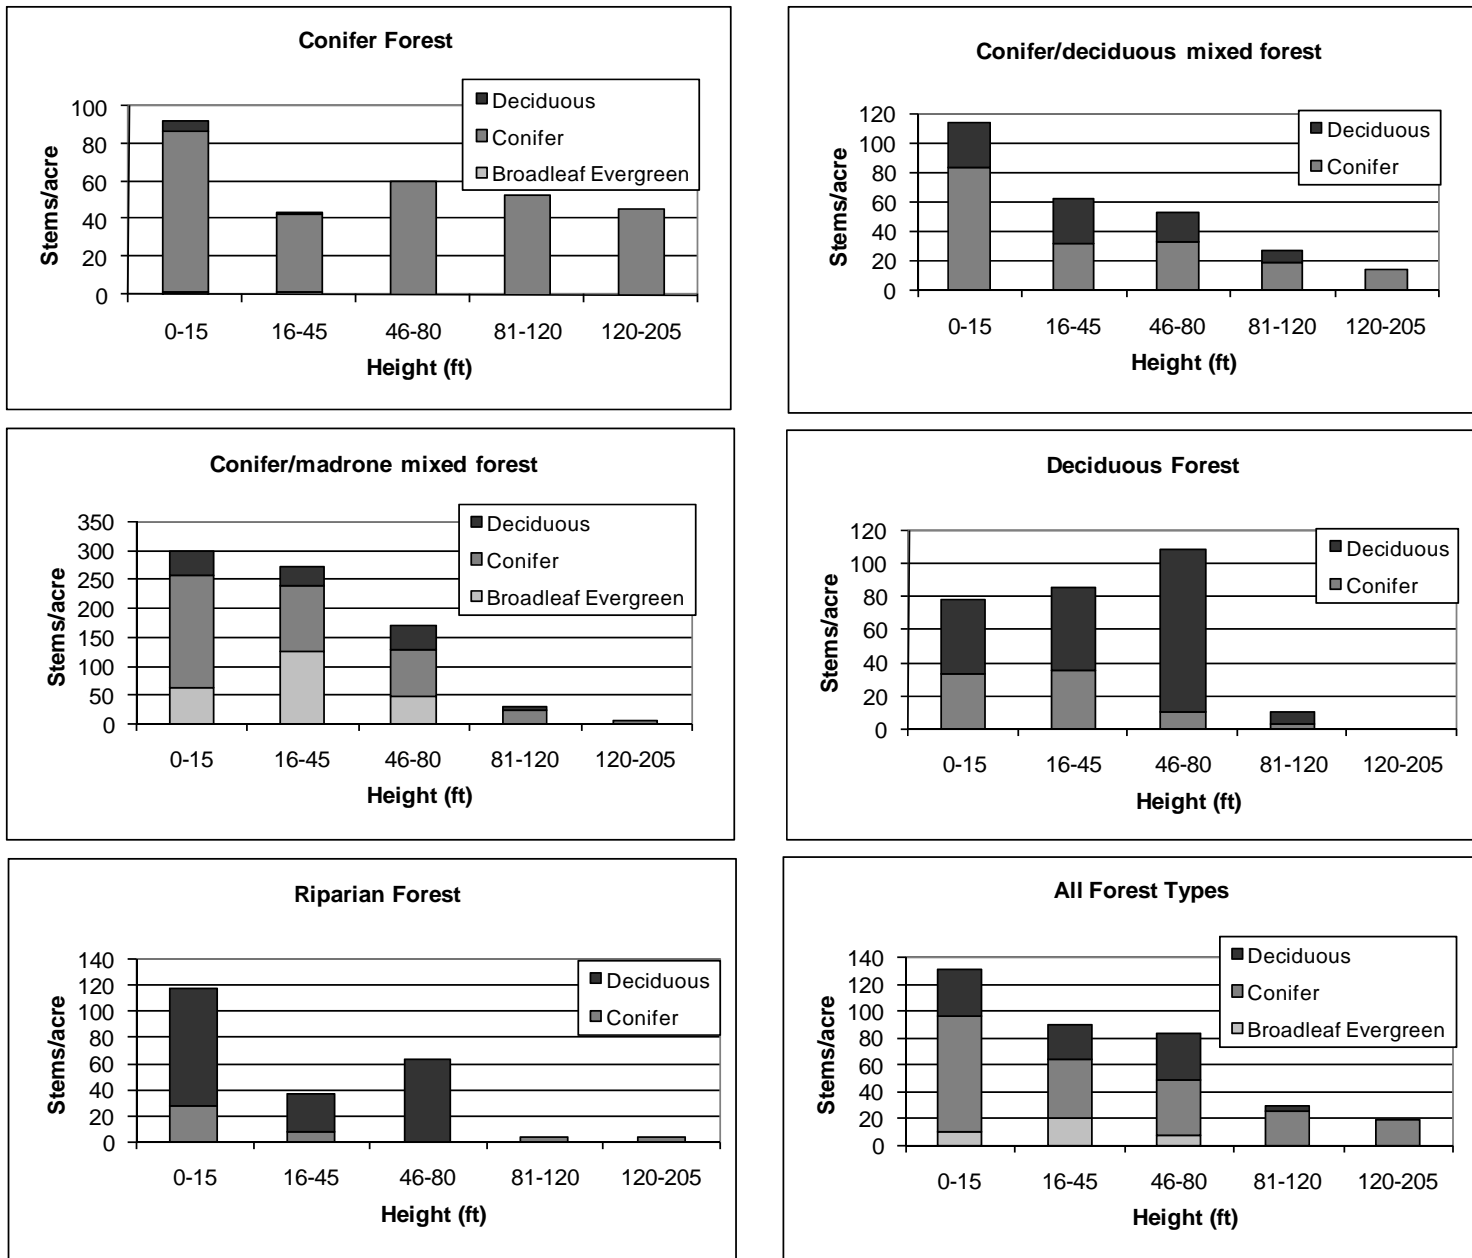 Conifer Forest
Deciduous
Conifer
Broadleaf Evergreen
100
80
60
40
20
0
Stems/acre
0-15 16-45 46-80 81-120 120-205
Height (ft)
Conifer/deciduous mixed forest
Deciduous
Conifer
120
100
80
60
40
20
0
Stems/acre
0-15 16-45 46-80 81-120 120-205
Height (ft)
Conifer/madrone mixed forest
Deciduous
Conifer
Broadleaf Evergreen
350
300
250
200
150
100
50
0
Stems/acre
0-15 16-45 46-80 81-120 120-205
Height (ft)
Deciduous Forest
Deciduous
Conifer
120
100
80
60
40
20
0
Stems/acre
0-15 16-45 46-80 81-120 120-205
Height (ft)
Riparian Forest
Deciduous
Conifer
140
120
100
80
60
40
20
0
Stems/acre
0-15 16-45 46-80 81-120 120-205
Height (ft)
All Forest Types
Deciduous
Conifer
Broadleaf Evergreen
140
120
100
80
60
40
20
0
Stems/acre
0-15 16-45 46-80 81-120 120-205
Height (ft)